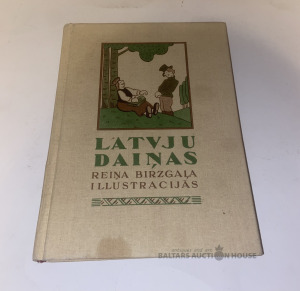 LATVJU
DAIŅAS
REIŅA BIRZGAĻA
ILLUSTRACIJĀS
BALTARS AUCTION HOUSE